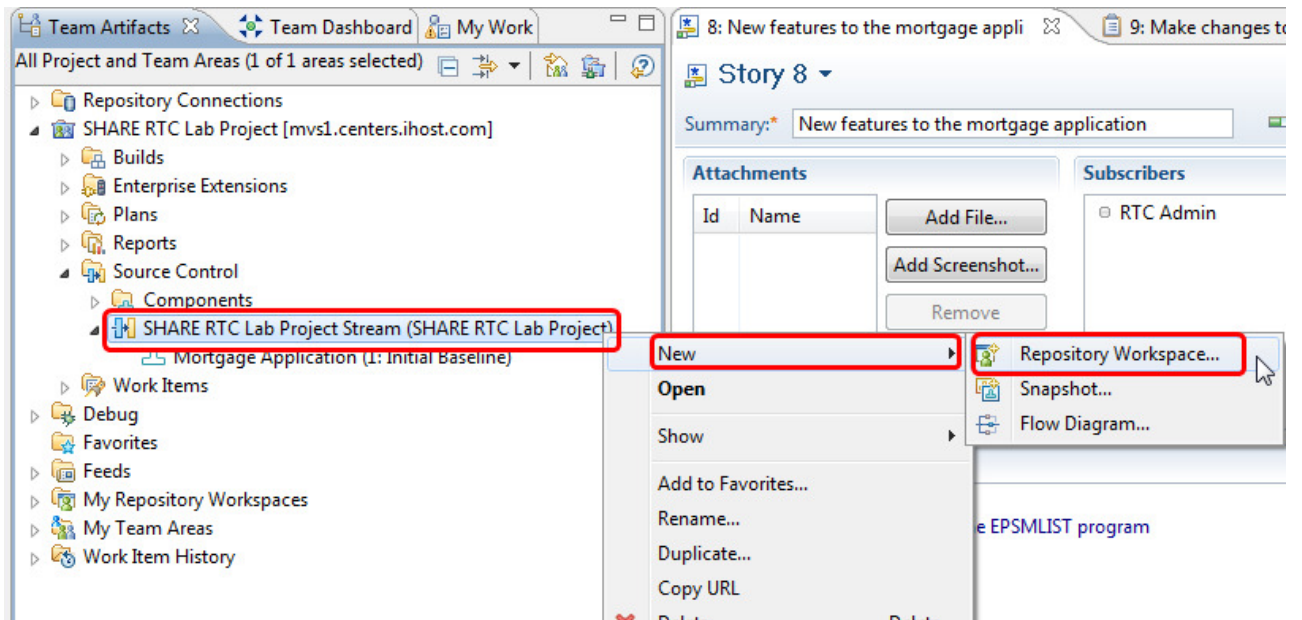 Team Artifacts
Team Dashboard
My Work
All Project and Team Areas (1 of 1 areas selected)
Repository Connections
SHARE RTC Lab Project [mvs1.centers.ihost.com]
Builds
Enterprise Extensions
Plans
Reports
Source Control
Components
SHARE RTC Lab Project Stream (SHARE RTC Lab Project)
Mortgage Application (1: Initial Baseline)
Work Items
Debug
Favorites
Feeds
My Repository Workspaces
My Team Areas
Work Item History
8: New features to the mortgage appli
9: Make changes to
Story 8
Summary:* New features to the mortgage application
Attachments
Id Name
Add File...
Add Screenshot...
Remove
Subscribers
RTC Admin
New
Open
Show
Add to Favorites...
Rename...
Duplicate...
Copy URL
Repository Workspace...
Snapshot...
Flow Diagram...
e EPSMLIST program